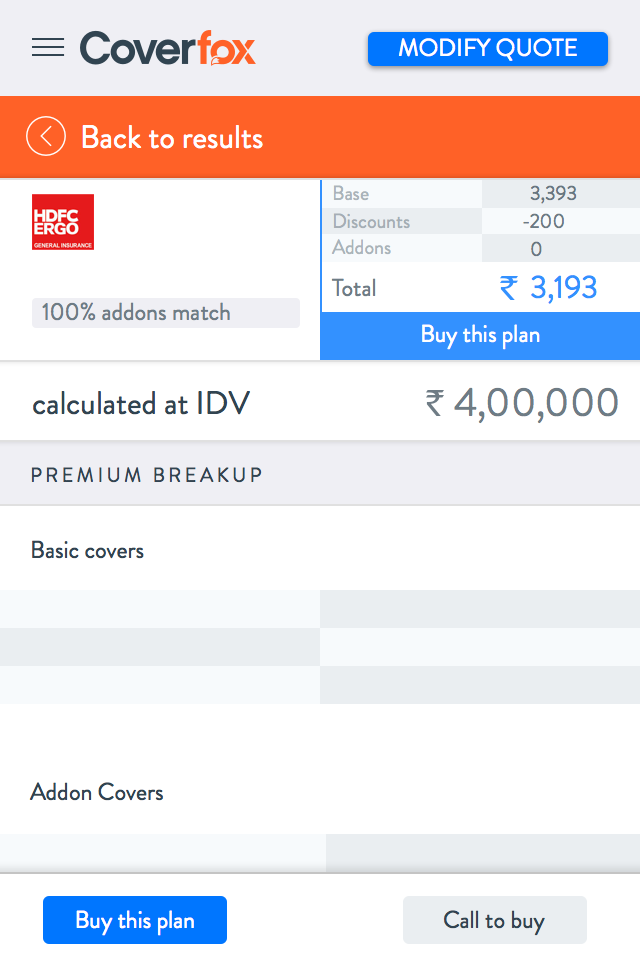 Coverfox
MODIFY QUOTE
Back to results
HDFC
ERGO
GENERAL INSURANCE
100% addons match
Base 3,393
Discounts -200
Addons 0
Total ₹ 3,193
Buy this plan
calculated at IDV ₹ 4,00,000
PREMIUM BREAKUP
Basic covers
Addon Covers
Buy this plan Call to buy